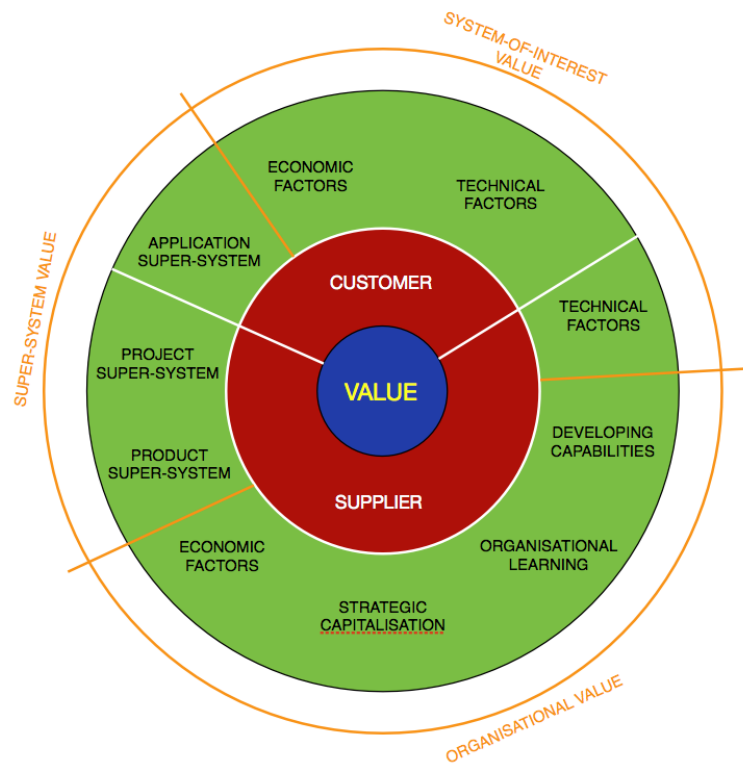 SYSTEM-OF-INTEREST
VALUE
ECONOMIC
FACTORS
TECHNICAL
FACTORS
APPLICATION
SUPER-SYSTEM
CUSTOMER
TECHNICAL
FACTORS
SUPER-SYSTEM VALUE
PROJECT
SUPER-SYSTEM
VALUE
DEVELOPING
CAPABILITIES
PRODUCT
SUPER-SYSTEM
SUPPLIER
ECONOMIC
FACTORS
ORGANISATIONAL
LEARNING
STRATEGIC
CAPITALISATION
ORGANISATIONAL VALUE